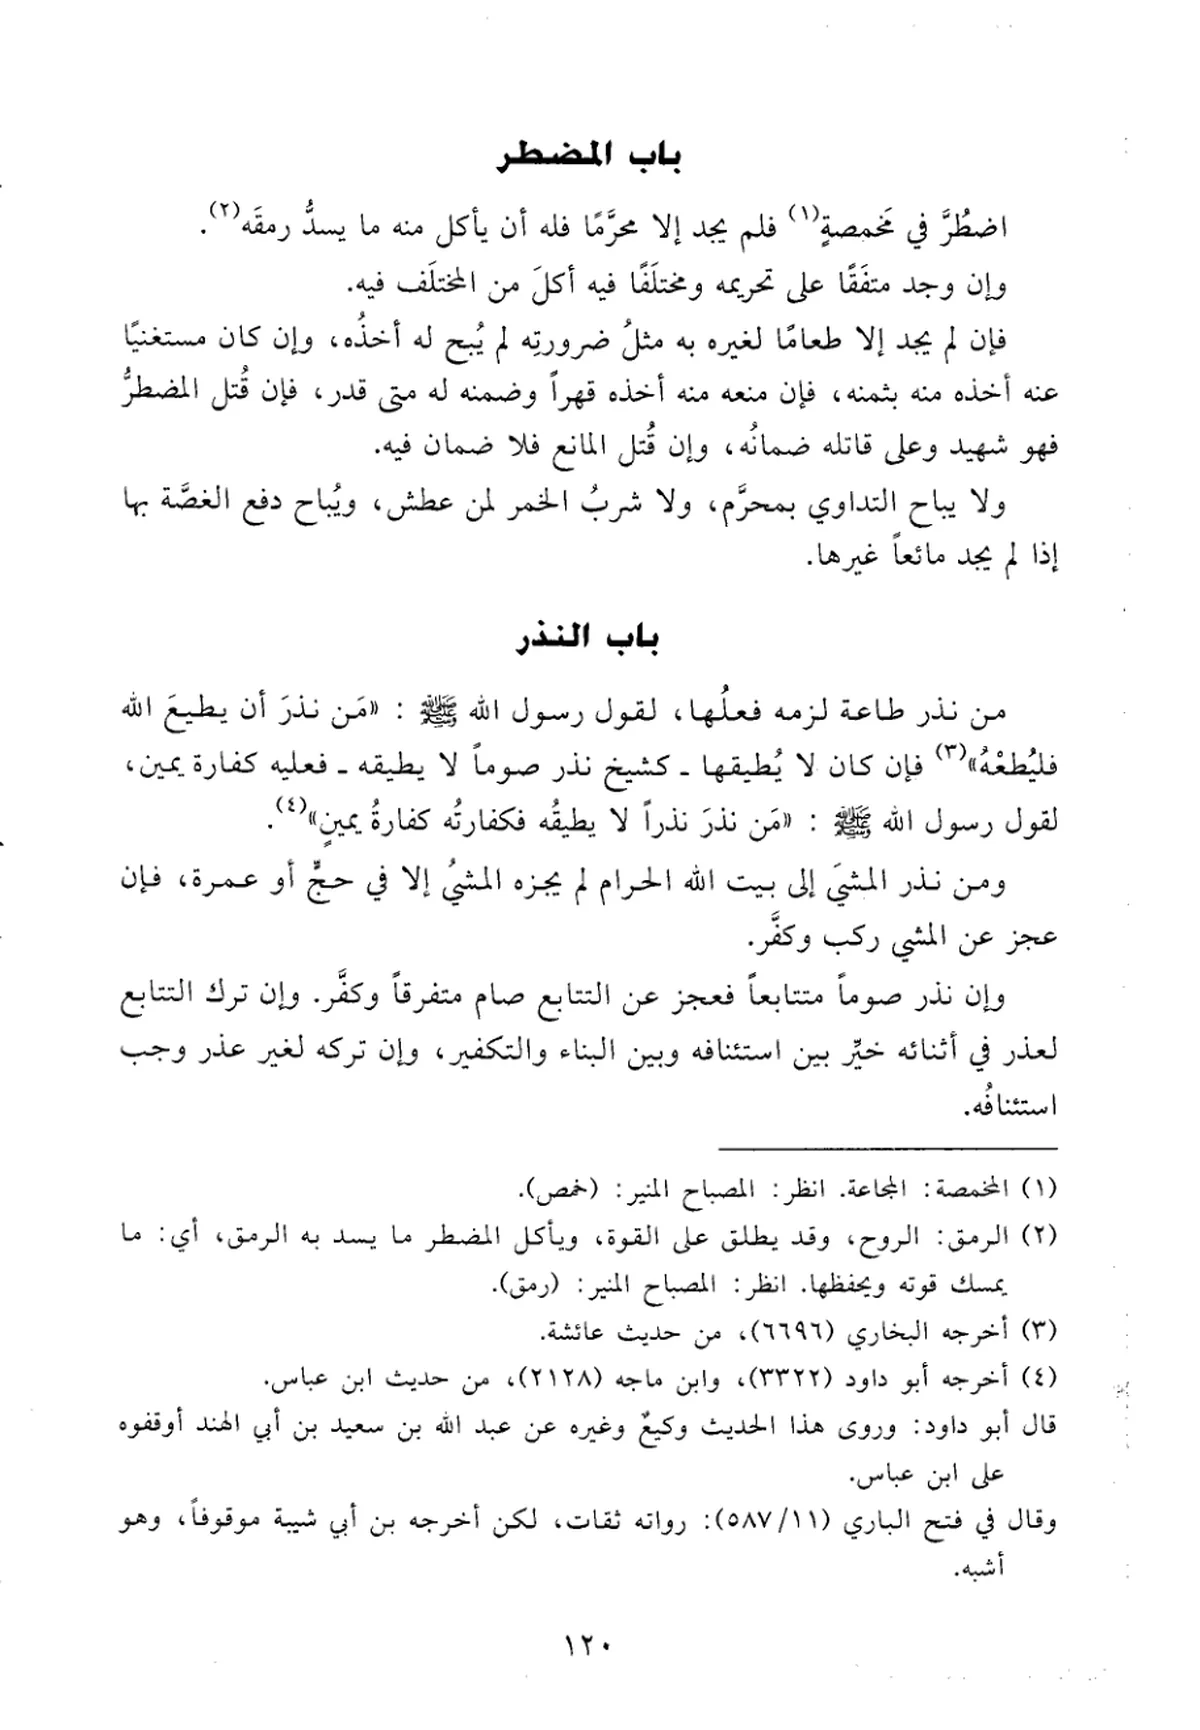 باب المضطر
اضطُرَّ في مَخمصةٍ(١) فلم يجد إلا محرَّمًا فله أن يأكل منه ما يسدُّ رمقَه(٢).
وإن وجد متفَقًا على تحريمه ومختلَفًا فيه أكلَ من المختلَف فيه.
فإن لم يجد إلا طعامًا لغيره به مثلُ ضرورتِه لم يُبح له أخذُه، وإن كان مستغنيًا
عنه أخذه منه بثمنه، فإن منعه منه أخذه قهراً وضمنه له متى قدر، فإن قُتل المضطرُّ
فهو شهيد وعلى قاتله ضمانُه، وإن قُتل المانع فلا ضمان فيه.
ولا يباح التداوي بمحرَّم، ولا شربُ الخمر لمن عطش، ويُباح دفع الغصَّة بها
إذا لم يجد مائعاً غيرها.
باب النذر
من نذر طاعة لزمه فعلُها، لقول رسول الله ﷺ : «مَن نذرَ أن يطيعَ الله
فليُطعْهُ»(٣) فإن كان لا يُطيقها ـ كشيخ نذر صوماً لا يطيقه ـ فعليه كفارة يمين،
لقول رسول الله ﷺ : «مَن نذرَ نذراً لا يطيقُه فكفارتُه كفارةُ يمينٍ»(٤).
ومن نذر المشيَ إلى بيت الله الحرام لم يجزه المشيُ إلا في حجٍّ أو عمرة، فإن
عجز عن المشي ركب وكفَّر.
وإن نذر صوماً متتابعاً فعجز عن التتابع صام متفرقاً وكفَّر. وإن ترك التتابع
لعذر في أثنائه خيِّر بين استئنافه وبين البناء والتكفير، وإن تركه لغير عذر وجب
استئنافُه.
(١) المخمصة: المجاعة. انظر: المصباح المنير: (خمص).
(٢) الرمق: الروح، وقد يطلق على القوة، ويأكل المضطر ما يسد به الرمق، أي: ما
يمسك قوته ويحفظها. انظر: المصباح المنير: (رمق).
(٣) أخرجه البخاري (٦٦٩٦)، من حديث عائشة.
(٤) أخرجه أبو داود (٣٣٢٢)، وابن ماجه (٢١٢٨)، من حديث ابن عباس.
قال أبو داود: وروى هذا الحديث وكيعٌ وغيره عن عبد الله بن سعيد بن أبي الهند أوقفوه
على ابن عباس.
وقال في فتح الباري (٥٨٧/١١): رواته ثقات، لكن أخرجه بن أبي شيبة موقوفاً، وهو
أشبه.
١٢٠